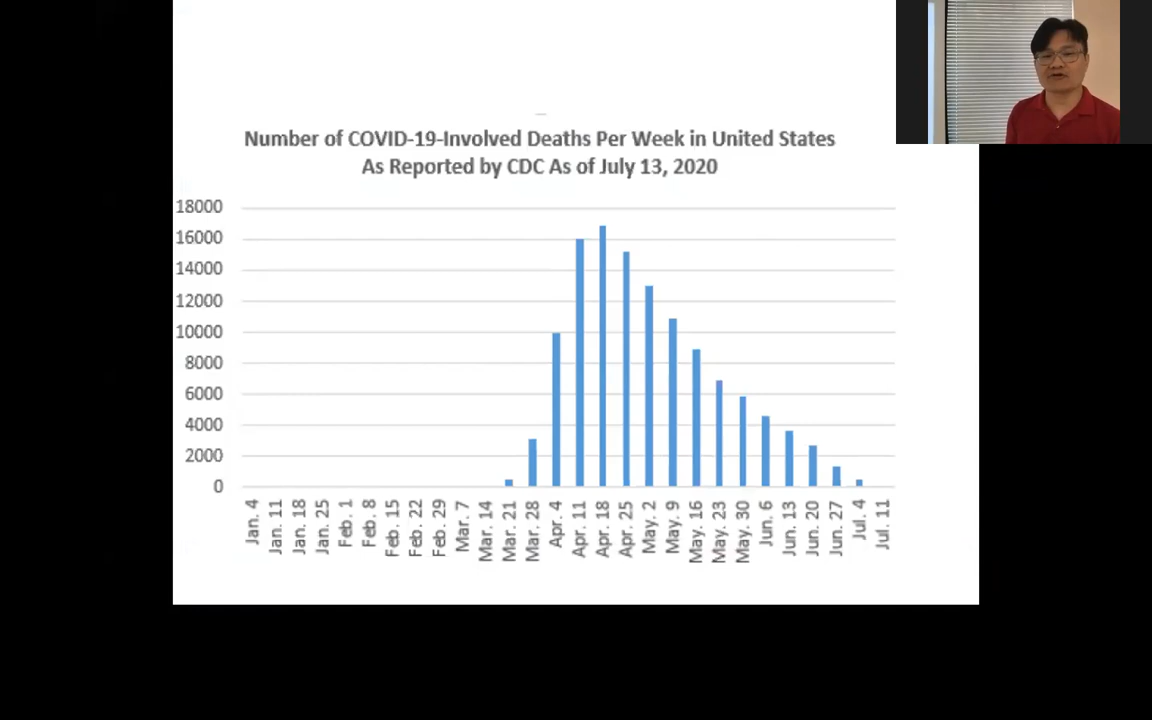 Number of COVID-19-Involved Deaths Per Week in United States
As Reported by CDC As of July 13, 2020
18000
16000
14000
12000
10000
8000
6000
4000
2000
0
Jan. 4
Jan. 11
Jan. 18
Jan. 25
Feb. 1
Feb. 8
Feb. 15
Feb. 22
Feb. 29
Mar. 7
Mar. 14
Mar. 21
Mar. 28
Apr. 4
Apr. 11
Apr. 18
Apr. 25
May. 2
May. 9
May. 16
May. 23
May. 30
Jun. 6
Jun. 13
Jun. 20
Jun. 27
Jul. 4
Jul. 11